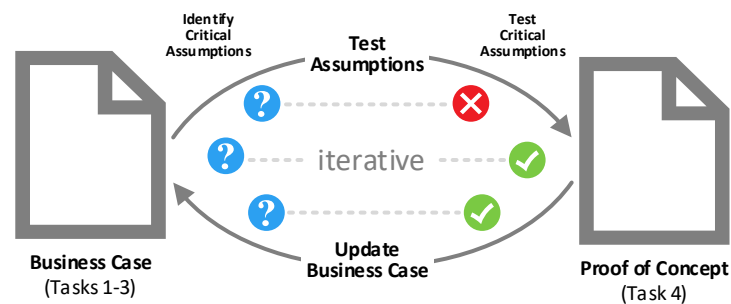 Identify
Critical
Assumptions
Test
Assumptions
Test
Critical
Assumptions
iterative
Update
Business Case
Business Case
(Tasks 1-3)
Proof of Concept
(Task 4)